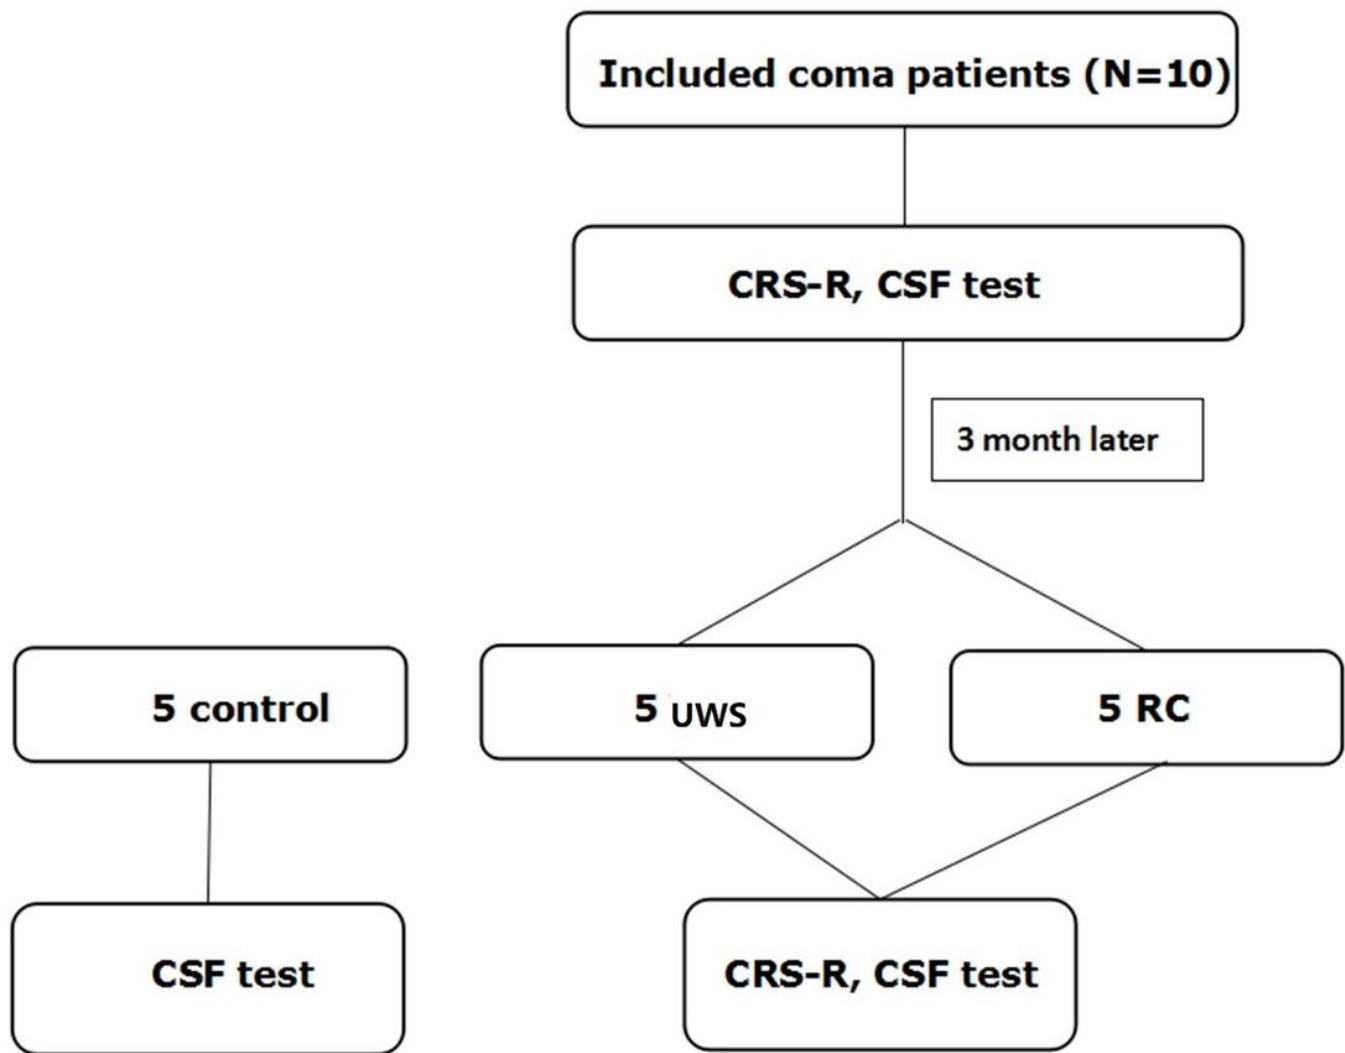 Included coma patients (N=10)
CRS-R, CSF test
3 month later
5 control
5 UWS
5 RC
CSF test
CRS-R, CSF test